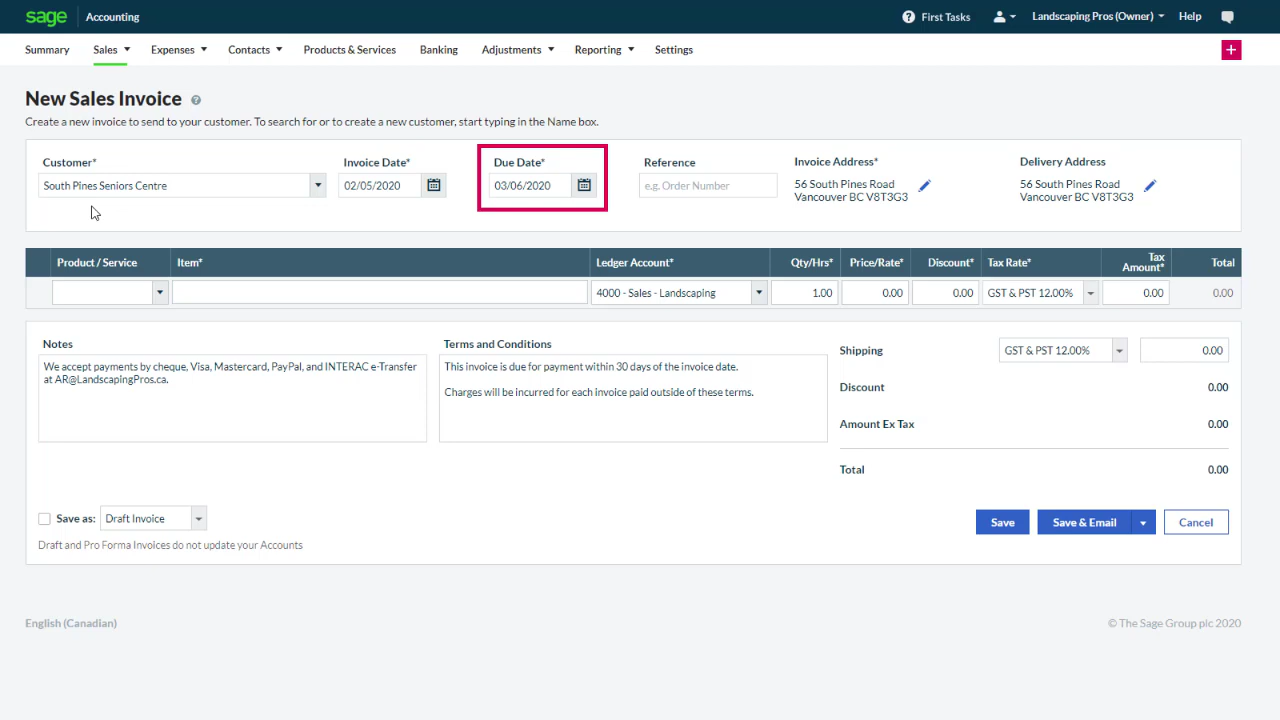 sage Accounting First Tasks Landscaping Pros (Owner) Help
Summary Sales Expenses Contacts Products & Services Banking Adjustments Reporting Settings +
New Sales Invoice ?
Create a new invoice to send to your customer. To search for or to create a new customer, start typing in the Name box.
Customer* Invoice Date* Due Date* Reference Invoice Address* Delivery Address
South Pines Seniors Centre 02/05/2020 03/06/2020 e.g. Order Number 56 South Pines Road 56 South Pines Road
Vancouver BC V8T3G3 Vancouver BC V8T3G3
Product / Service Item* Ledger Account* Qty/Hrs* Price/Rate* Discount* Tax Rate* Tax Amount* Total
4000 - Sales - Landscaping 1.00 0.00 0.00 GST & PST 12.00% 0.00 0.00
Notes
We accept payments by cheque, Visa, Mastercard, PayPal, and INTERAC e-Transfer
at AR@LandscapingPros.ca.
Terms and Conditions
This invoice is due for payment within 30 days of the invoice date.
Charges will be incurred for each invoice paid outside of these terms.
Shipping GST & PST 12.00% 0.00
Discount 0.00
Amount Ex Tax 0.00
Total 0.00
Save as: Draft Invoice Save Save & Email Cancel
Draft and Pro Forma Invoices do not update your Accounts
English (Canadian) © The Sage Group plc 2020